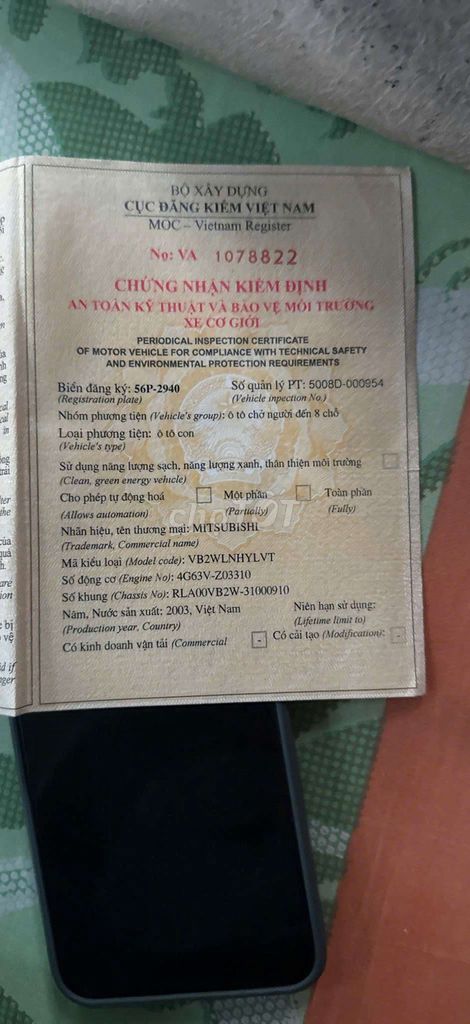 BỘ XÂY DỰNG
CỤC ĐĂNG KIỂM VIỆT NAM
MOC – Vietnam Register
No: VA 1078822
CHỨNG NHẬN KIỂM ĐỊNH
AN TOÀN KỸ THUẬT VÀ BẢO VỆ MÔI TRƯỜNG
XE CƠ GIỚI
PERIODICAL INSPECTION CERTIFICATE
OF MOTOR VEHICLE FOR COMPLIANCE WITH TECHNICAL SAFETY
AND ENVIRONMENTAL PROTECTION REQUIREMENTS
Biển đăng ký: 56P-2940 Số quản lý PT: 5008D-000954
(Registration plate) (Vehicle inpection No.)
Nhóm phương tiện (Vehicle's group): ô tô chở người đến 8 chỗ
Loại phương tiện: ô tô con
(Vehicle's type)
Sử dụng năng lượng sạch, năng lượng xanh, thân thiện môi trường
(Clean, green energy vehicle)
Cho phép tự động hoá Một phần Toàn phần
(Allows automation) (Partially) (Fully)
choTOT
Nhãn hiệu, tên thương mại: MITSUBISHI
(Trademark, Commercial name)
Mã kiểu loại (Model code): VB2WLNHYLVT
Số động cơ (Engine No): 4G63V-Z03310
Số khung (Chassis No): RLA00VB2W-31000910
Năm, Nước sản xuất: 2003, Việt Nam Niên hạn sử dụng:
(Production year, Country) (Lifetime limit to)
Có kinh doanh vận tải (Commercial - Có cải tạo (Modification): -